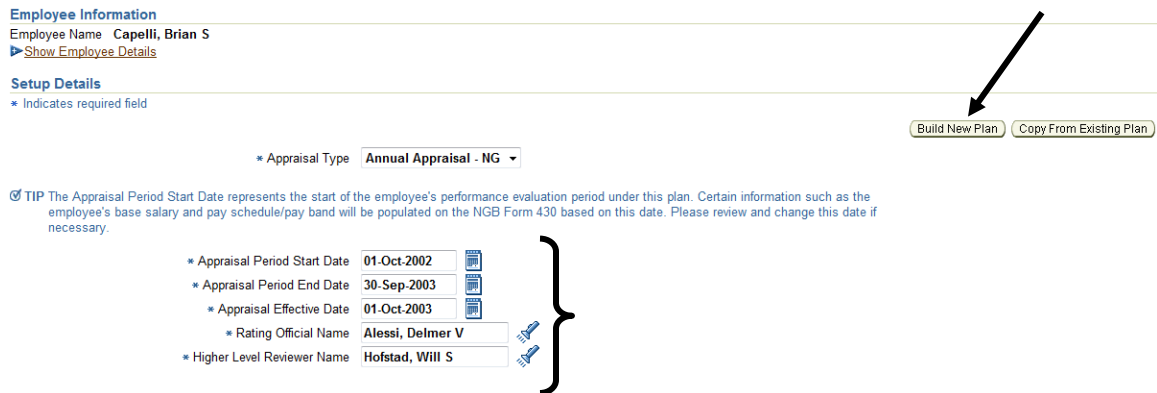 Employee Information
Employee Name Capelli, Brian S
Show Employee Details
Setup Details
* Indicates required field
Build New Plan Copy From Existing Plan
* Appraisal Type Annual Appraisal - NG
TIP The Appraisal Period Start Date represents the start of the employee's performance evaluation period under this plan. Certain information such as the
employee's base salary and pay schedule/pay band will be populated on the NGB Form 430 based on this date. Please review and change this date if
necessary.
* Appraisal Period Start Date 01-Oct-2002
* Appraisal Period End Date 30-Sep-2003
* Appraisal Effective Date 01-Oct-2003
* Rating Official Name Alessi, Delmer V
* Higher Level Reviewer Name Hofstad, Will S